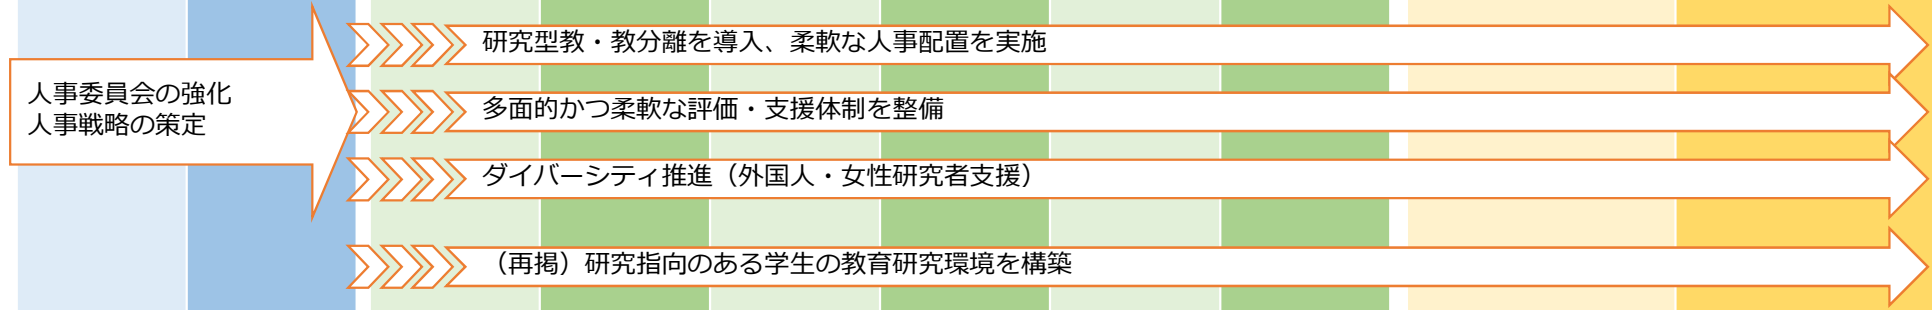 人事委員会の強化
人事戦略の策定
研究型教・教分離を導入、柔軟な人事配置を実施
多面的かつ柔軟な評価・支援体制を整備
ダイバーシティ推進（外国人・女性研究者支援）
（再掲）研究指向のある学生の教育研究環境を構築